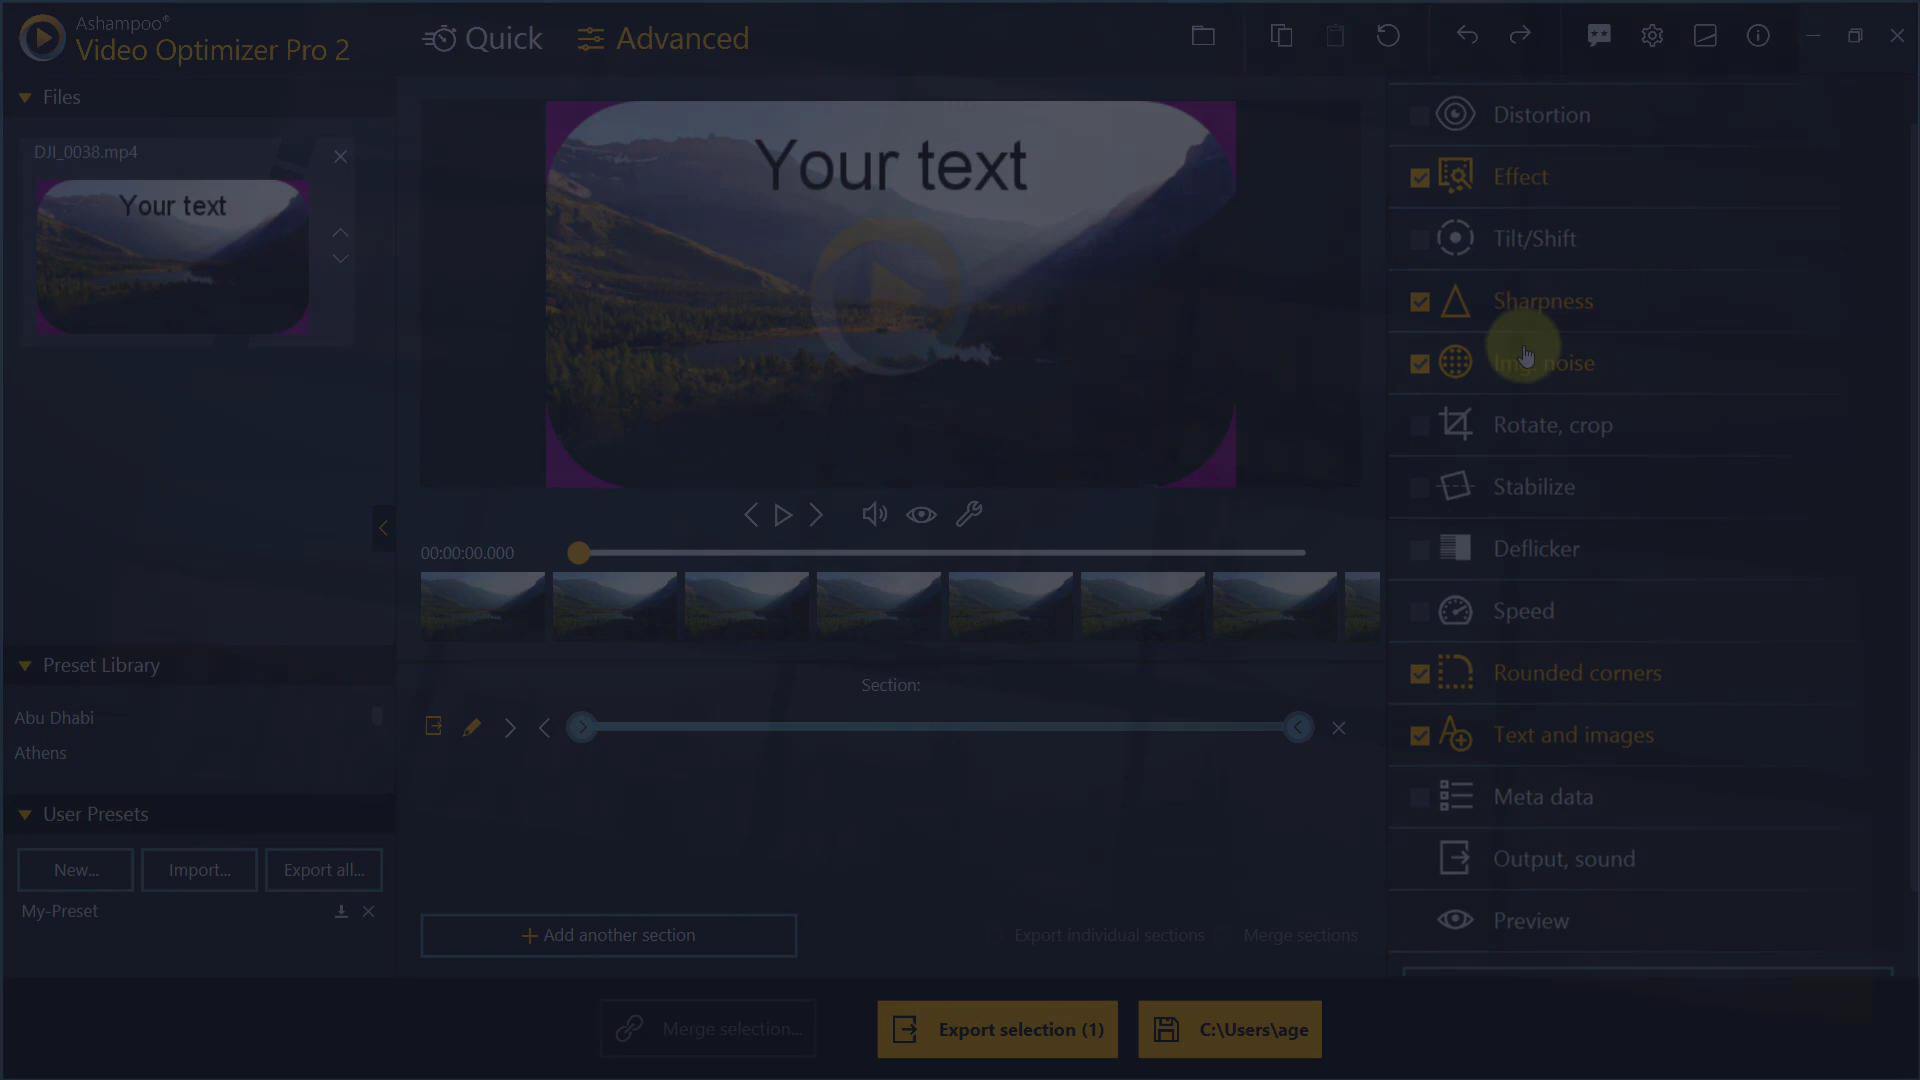 Ashampoo®
Video Optimizer Pro 2
Quick
Advanced
Files
DJI_0038.mp4
Your text
Your text
00:00:00.000
Section:
Preset Library
Abu Dhabi
Athens
User Presets
New...
Import...
Export all...
My-Preset
Add another section
Export individual sections
Merge sections
Merge selection...
Export selection (1)
C:\Users\age
Distortion
Effect
Tilt/Shift
Sharpness
Img. noise
Rotate, crop
Stabilize
Deflicker
Speed
Rounded corners
Text and images
Meta data
Output, sound
Preview